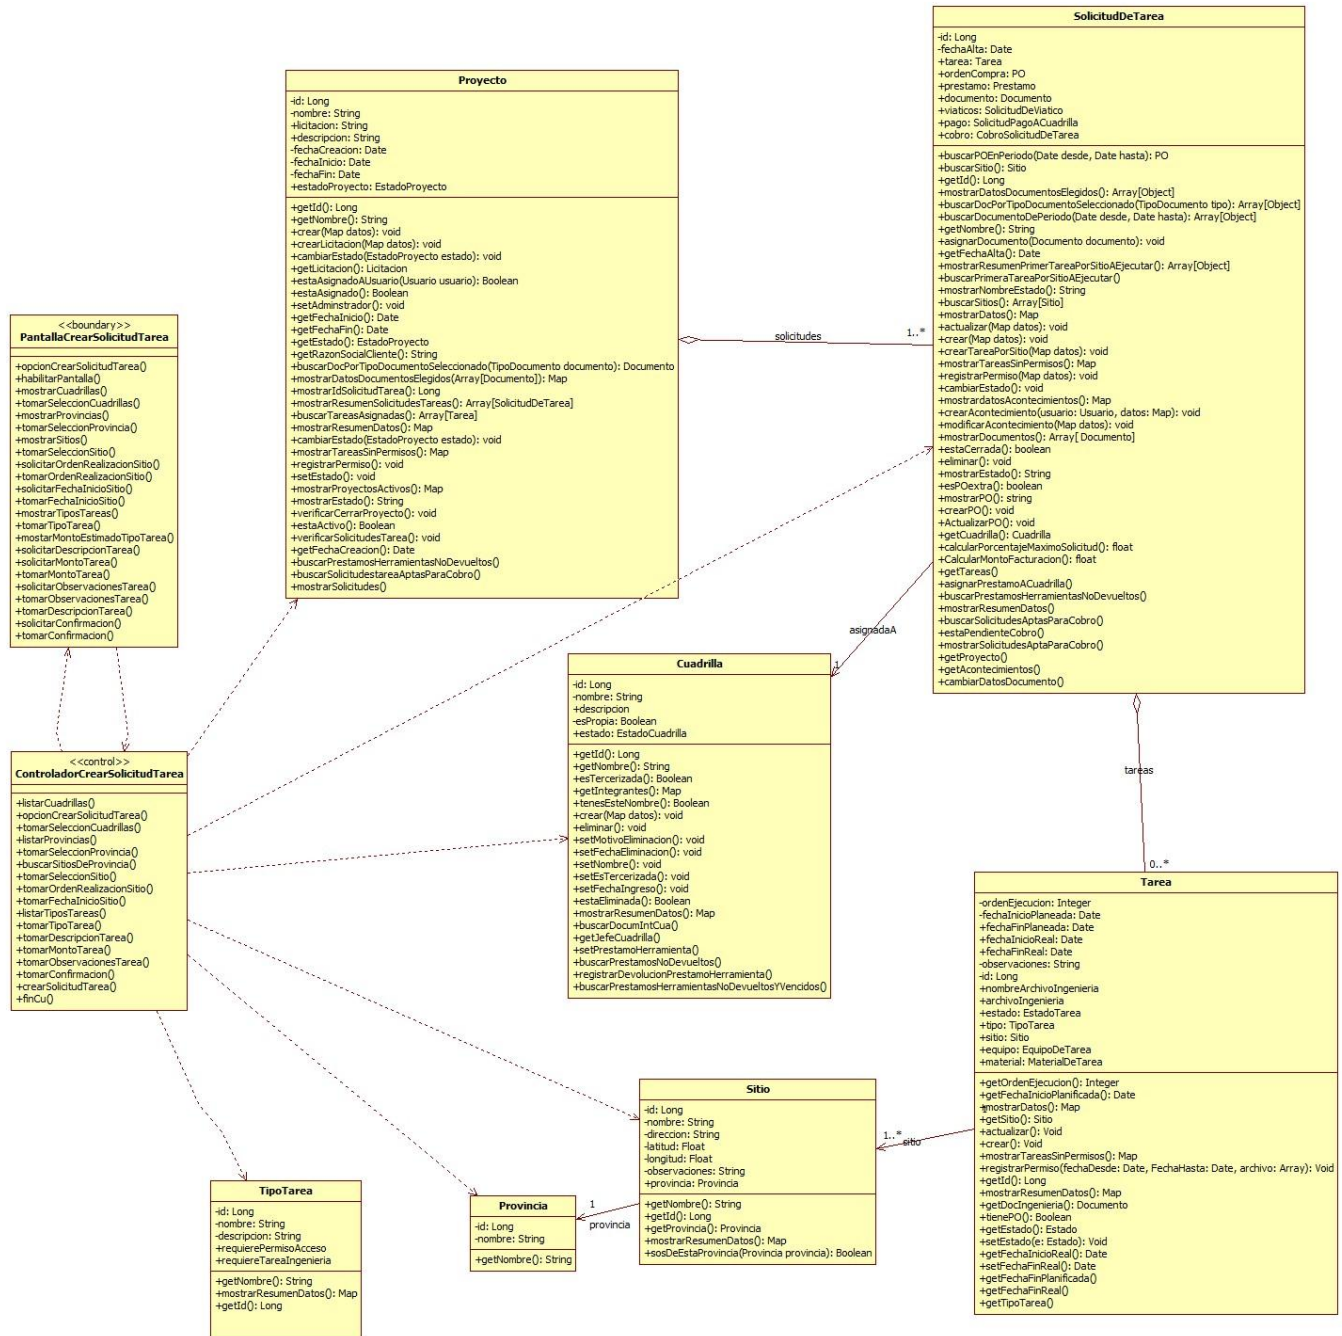 SolicitudDeTarea
-id: Long
-fechaAlta: Date
+tarea: Tarea
+ordenCompra: PO
+prestamo: Prestamo
+documento: Documento
+viaticos: SolicitudDeViatico
+pago: SolicitudPagoACuadrilla
+cobro: CobroSolicitudDeTarea
+buscarPOEnPeriodo(Date desde, Date hasta): PO
+buscarSitio(): Sitio
+getId(): Long
+mostrarDatosDocumentosElegidos(): Array[Object]
+buscarDocPorTipoDocumentoSeleccionado(TipoDocumento tipo): Array[Object]
+buscarDocumentoDePeriodo(Date desde, Date hasta): Array[Object]
+getNombre(): String
+asignarDocumento(Documento documento): void
+getFechaAlta(): Date
+mostrarResumenPrimerTareaPorSitioAEjecutar(): Array[Object]
+buscarPrimeraTareaPorSitioAEjecutar()
+mostrarNombreEstado(): String
+buscarSitios(): Array[Sitio]
+mostrarDatos(): Map
+actualizar(Map datos): void
+crear(Map datos): void
+crearTareaPorSitio(Map datos): void
+mostrarTareasSinPermisos(): Map
+registrarPermiso(Map datos): void
+cambiarEstado(): void
+mostrardatosAcontecimientos(): Map
+crearAcontecimiento(usuario: Usuario, datos: Map): void
+modificarAcontecimiento(Map datos): void
+mostrarDocumentos(): Array[ Documento]
+estaCerrada(): boolean
+eliminar(): void
+mostrarEstado(): String
+esPOextra(): boolean
+mostrarPO(): string
+crearPO(): void
+ActualizarPO(): void
+getCuadrilla(): Cuadrilla
+calcularPorcentajeMaximoSolicitud(): float
+CalcularMontoFacturacion(): float
+getTareas()
+asignarPrestamoACuadrilla()
+buscarPrestamosHerramientasNoDevueltos()
+mostrarResumenDatos()
+buscarSolicitudesAptasParaCobro()
+estaPendienteCobro()
+mostrarSolicitudesAptaParaCobro()
+getProyecto()
+getAcontecimientos()
+cambiarDatosDocumento()
Proyecto
-id: Long
-nombre: String
+licitacion: String
+descripcion: String
-fechaCreacion: Date
-fechaInicio: Date
-fechaFin: Date
+estadoProyecto: EstadoProyecto
+getId(): Long
+getNombre(): String
+crear(Map datos): void
+crearLicitacion(Map datos): void
+cambiarEstado(EstadoProyecto estado): void
+getLicitacion(): Licitacion
+estaAsignadoAUsuario(Usuario usuario): Boolean
+estaAsignado(): Boolean
+setAdminstrador(): void
+getFechaInicio(): Date
+getFechaFin(): Date
+getEstado(): EstadoProyecto
+getRazonSocialCliente(): String
+buscarDocPorTipoDocumentoSeleccionado(TipoDocumento documento): Documento
+mostrarDatosDocumentosElegidos(Array[Documento]): Map
+mostrarIdSolicitudTarea(): Long
+mostrarResumenSolicitudesTareas(): Array[SolicitudDeTarea]
+buscarTareasAsignadas(): Array[Tarea]
+mostrarResumenDatos(): Map
+cambiarEstado(EstadoProyecto estado): void
+mostrarTareasSinPermisos(): Map
+registrarPermiso(): void
+setEstado(): void
+mostrarProyectosActivos(): Map
+mostrarEstado(): String
+verificarCerrarProyecto(): void
+estaActivo(): Boolean
+verificarSolicitudesTarea(): void
+getFechaCreacion(): Date
+buscarPrestamosHerramientasNoDevueltos()
+buscarSolicitudestareaAptasParaCobro()
+mostrarSolicitudes()
solicitudes
1..*
<<boundary>>
PantallaCrearSolicitudTarea
+opcionCrearSolicitudTarea()
+habilitarPantalla()
+mostrarCuadrillas()
+tomarSeleccionCuadrillas()
+mostrarProvincias()
+tomarSeleccionProvincia()
+mostrarSitios()
+tomarSeleccionSitio()
+solicitarOrdenRealizacionSitio()
+tomarOrdenRealizacionSitio()
+solicitarFechaInicioSitio()
+tomarFechaInicioSitio()
+mostrarTiposTareas()
+tomarTipoTarea()
+mostarMontoEstimadoTipoTarea()
+solicitarDescripcionTarea()
+solicitarMontoTarea()
+tomarMontoTarea()
+solicitarObservacionesTarea()
+tomarObservacionesTarea()
+tomarDescripcionTarea()
+solicitarConfirmacion()
+tomarConfirmacion()
asignadaA
1
Cuadrilla
-id: Long
-nombre: String
+descripcion
-esPropia: Boolean
+estado: EstadoCuadrilla
+getId(): Long
+getNombre(): String
+esTercerizada(): Boolean
+getIntegrantes(): Map
+tenesEsteNombre(): Boolean
+crear(Map datos): void
+eliminar(): void
+setMotivoEliminacion(): void
+setFechaEliminacion(): void
+setNombre(): void
+setEsTercerizada(): void
+setFechaIngreso(): void
+estaEliminada(): Boolean
+mostrarResumenDatos(): Map
+buscarDocumIntCua()
+getJefeCuadrilla()
+setPrestamoHerramienta()
+buscarPrestamosNoDevueltos()
+registrarDevolucionPrestamoHerramienta()
+buscarPrestamosHerramientasNoDevueltosYVencidos()
<<control>>
ControladorCrearSolicitudTarea
+listarCuadrillas()
+opcionCrearSolicitudTarea()
+tomarSeleccionCuadrillas()
+listarProvincias()
+tomarSeleccionProvincia()
+buscarSitiosDeProvincia()
+tomarSeleccionSitio()
+tomarOrdenRealizacionSitio()
+tomarFechaInicioSitio()
+listarTiposTareas()
+tomarTipoTarea()
+tomarDescripcionTarea()
+tomarMontoTarea()
+tomarObservacionesTarea()
+tomarConfirmacion()
+crearSolicitudTarea()
+finCu()
tareas
0..*
Tarea
-ordenEjecucion: Integer
-fechaInicioPlaneada: Date
+fechaFinPlaneada: Date
+fechaInicioReal: Date
+fechaFinReal: Date
-observaciones: String
-id: Long
+nombreArchivoIngenieria
+archivoIngenieria
+estado: EstadoTarea
+tipo: TipoTarea
+sitio: Sitio
+equipo: EquipoDeTarea
+material: MaterialDeTarea
+getOrdenEjecucion(): Integer
+getFechaInicioPlanificada(): Date
+mostrarDatos(): Map
+getSitio(): Sitio
+actualizar(): Void
+crear(): Void
+mostrarTareasSinPermisos(): Map
+registrarPermiso(fechaDesde: Date, FechaHasta: Date, archivo: Array): Void
+getId(): Long
+mostrarResumenDatos(): Map
+getDocIngenieria(): Documento
+tienePO(): Boolean
+getEstado(): Estado
+setEstado(e: Estado): Void
+getFechaInicioReal(): Date
+setFechaFinReal(): Date
+getFechaFinPlanificada()
+getFechaFinReal()
+getTipoTarea()
1..*
sitio
Sitio
-id: Long
-nombre: String
-direccion: String
-latitud: Float
-longitud: Float
-observaciones: String
+provincia: Provincia
+getNombre(): String
+getId(): Long
+getProvincia(): Provincia
+mostrarResumenDatos(): Map
+sosDeEstaProvincia(Provincia provincia): Boolean
1
provincia
Provincia
-id: Long
-nombre: String
+getNombre(): String
TipoTarea
-id: Long
-nombre: String
-descripcion: String
+requierePermisoAcceso
+requiereTareaIngenieria
+getNombre(): String
+mostrarResumenDatos(): Map
+getId(): Long